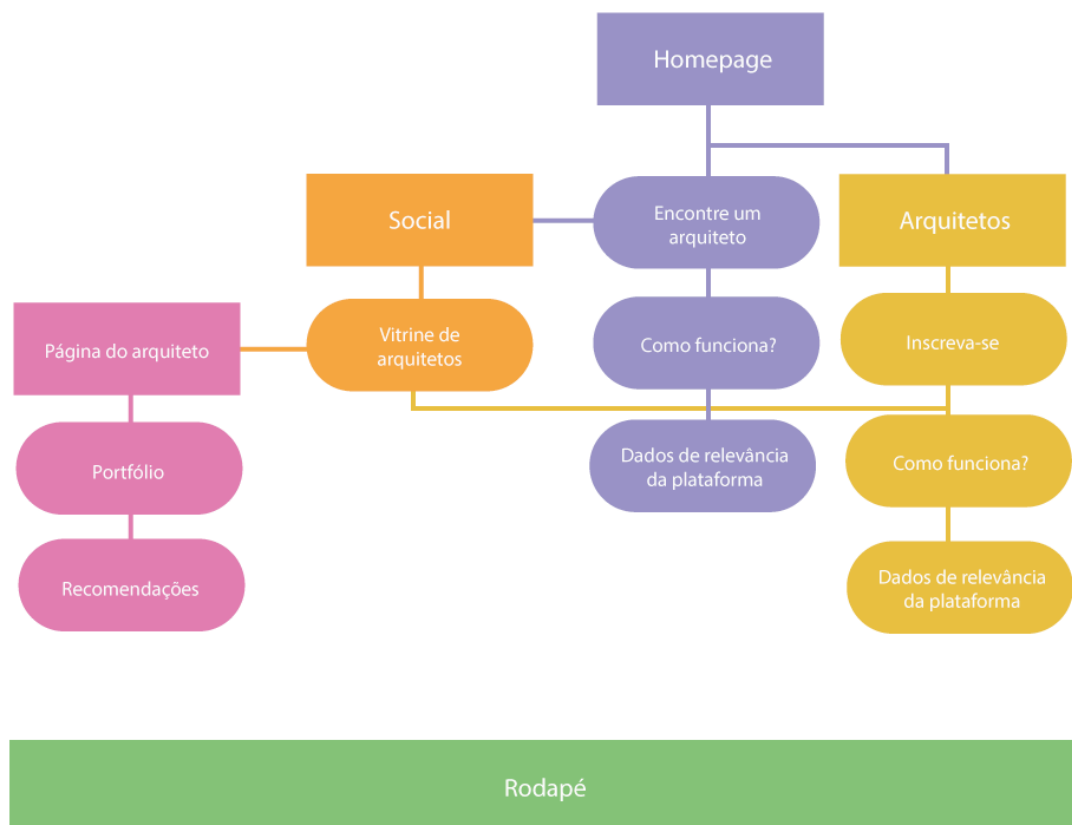 Homepage
Social
Encontre um
arquiteto
Arquitetos
Página do arquiteto
Vitrine de
arquitetos
Como funciona?
Inscreva-se
Portfólio
Dados de relevância
da plataforma
Como funciona?
Recomendações
Dados de relevância
da plataforma
Rodapé